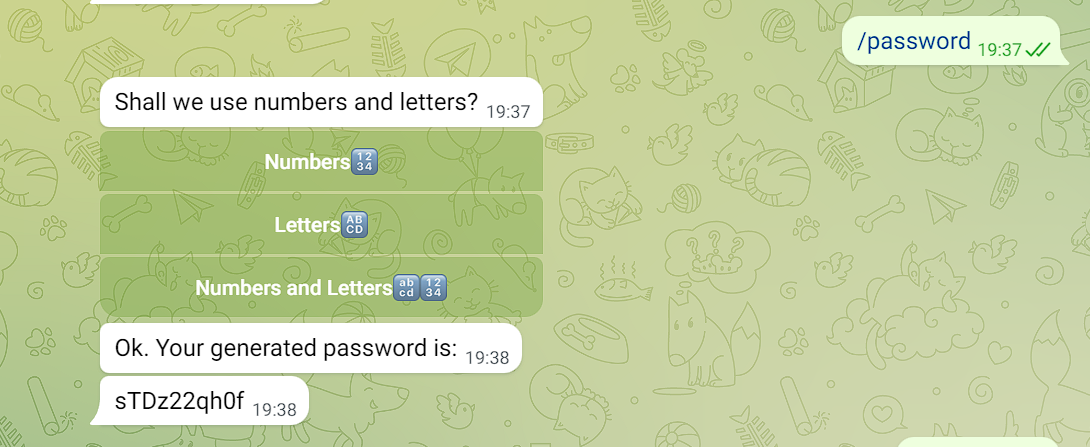 /password 19:37
Shall we use numbers and letters? 19:37
Numbers🔢
Letters🔠
Numbers and Letters🔡🔢
Ok. Your generated password is: 19:38
sTDz22qh0f 19:38